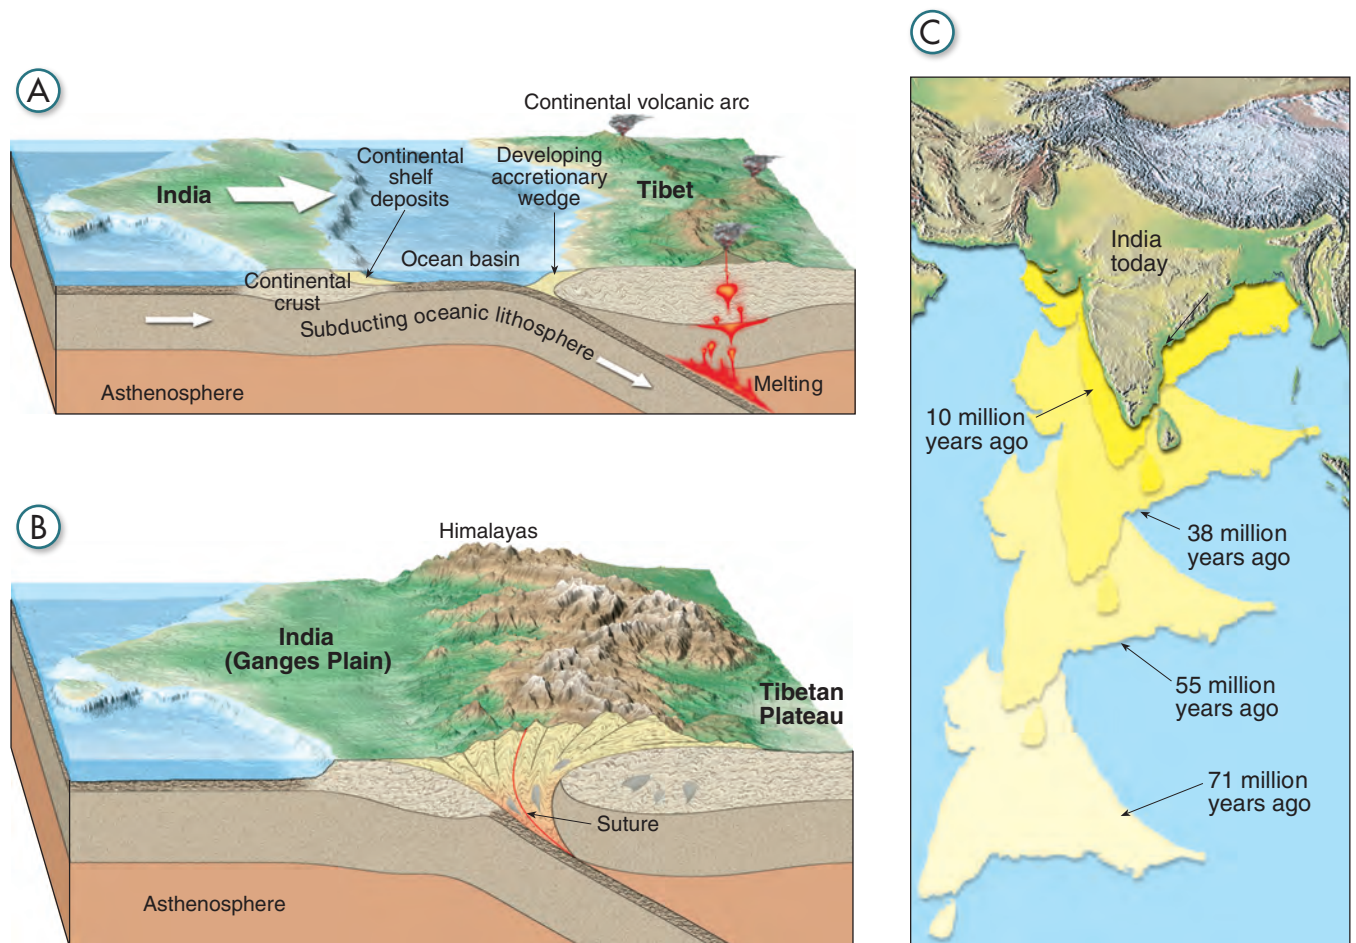 A
Continental volcanic arc
India
Continental
shelf
deposits
Developing
accretionary
wedge
Tibet
Ocean basin
Continental
crust
Subducting oceanic lithosphere
Asthenosphere
Melting
B
Himalayas
India
(Ganges Plain)
Tibetan
Plateau
Suture
Asthenosphere
C
India
today
10 million
years ago
38 million
years ago
55 million
years ago
71 million
years ago